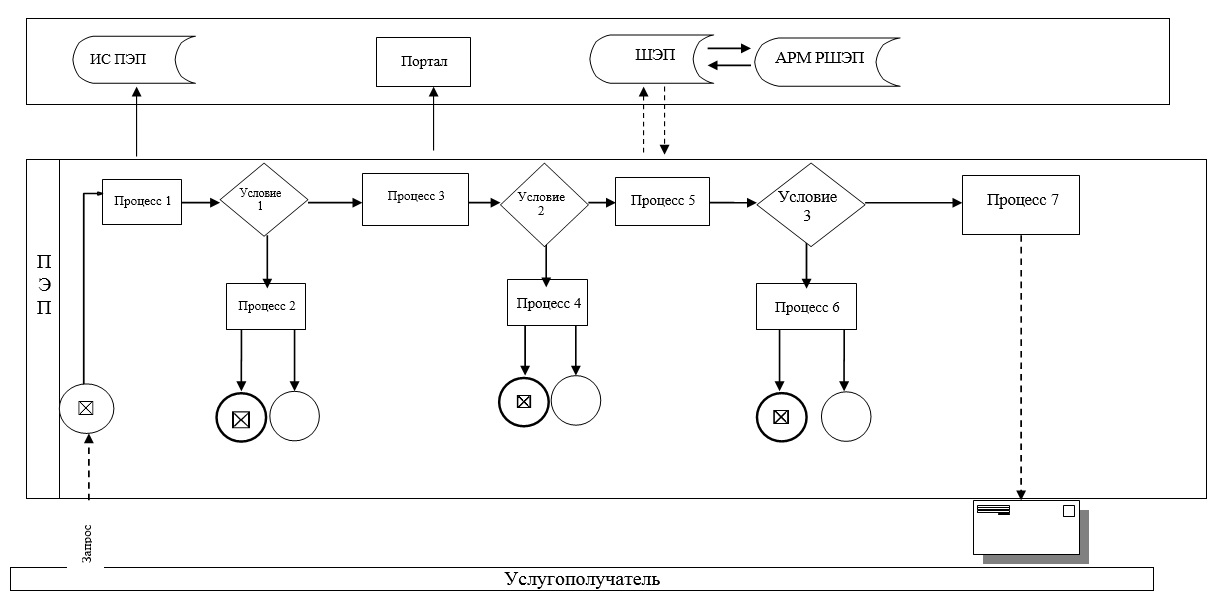 ИС ПЭП
Портал
ШЭП
АРМ РШЭП
П
Э
П
Процесс 1
Условие
1
Процесс 3
Условие
2
Процесс 5
Условие
3
Процесс 7
Процесс 2
Процесс 4
Процесс 6
Запрос
Услугополучатель